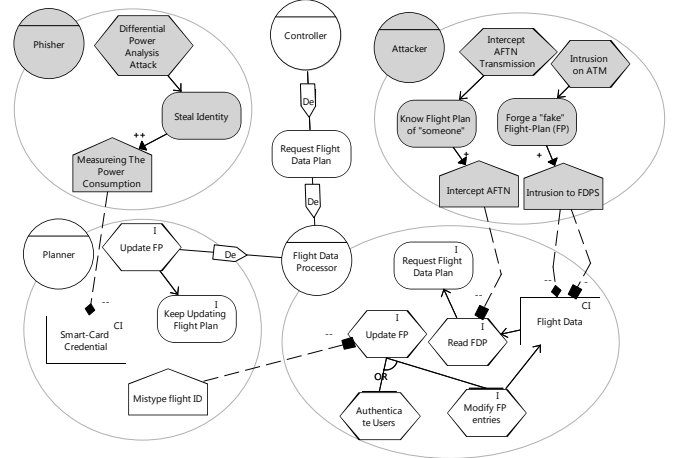 Phisher
Differential
Power
Analysis
Attack
Steal Identity
++
Measureing The
Power
Consumption
Controller
De
Request Flight
Data Plan
De
Flight Data
Processor
Attacker
Intercept
AFTN
Transmission
Intrusion
on ATM
Know Flight Plan
of "someone"
Forge a "fake"
Flight-Plan (FP)
+
+
Intercept AFTN
Intrusion to FDPS
Planner
I
Update FP
De
I
Keep Updating
Flight Plan
--
CI
Smart-Card
Credential
Mistype flight ID
I
Request Flight
Data Plan
--
--
-
CI
Flight Data
--
I
Update FP
I
Read FDP
OR
Authentica
te Users
I
Modify FP
entries